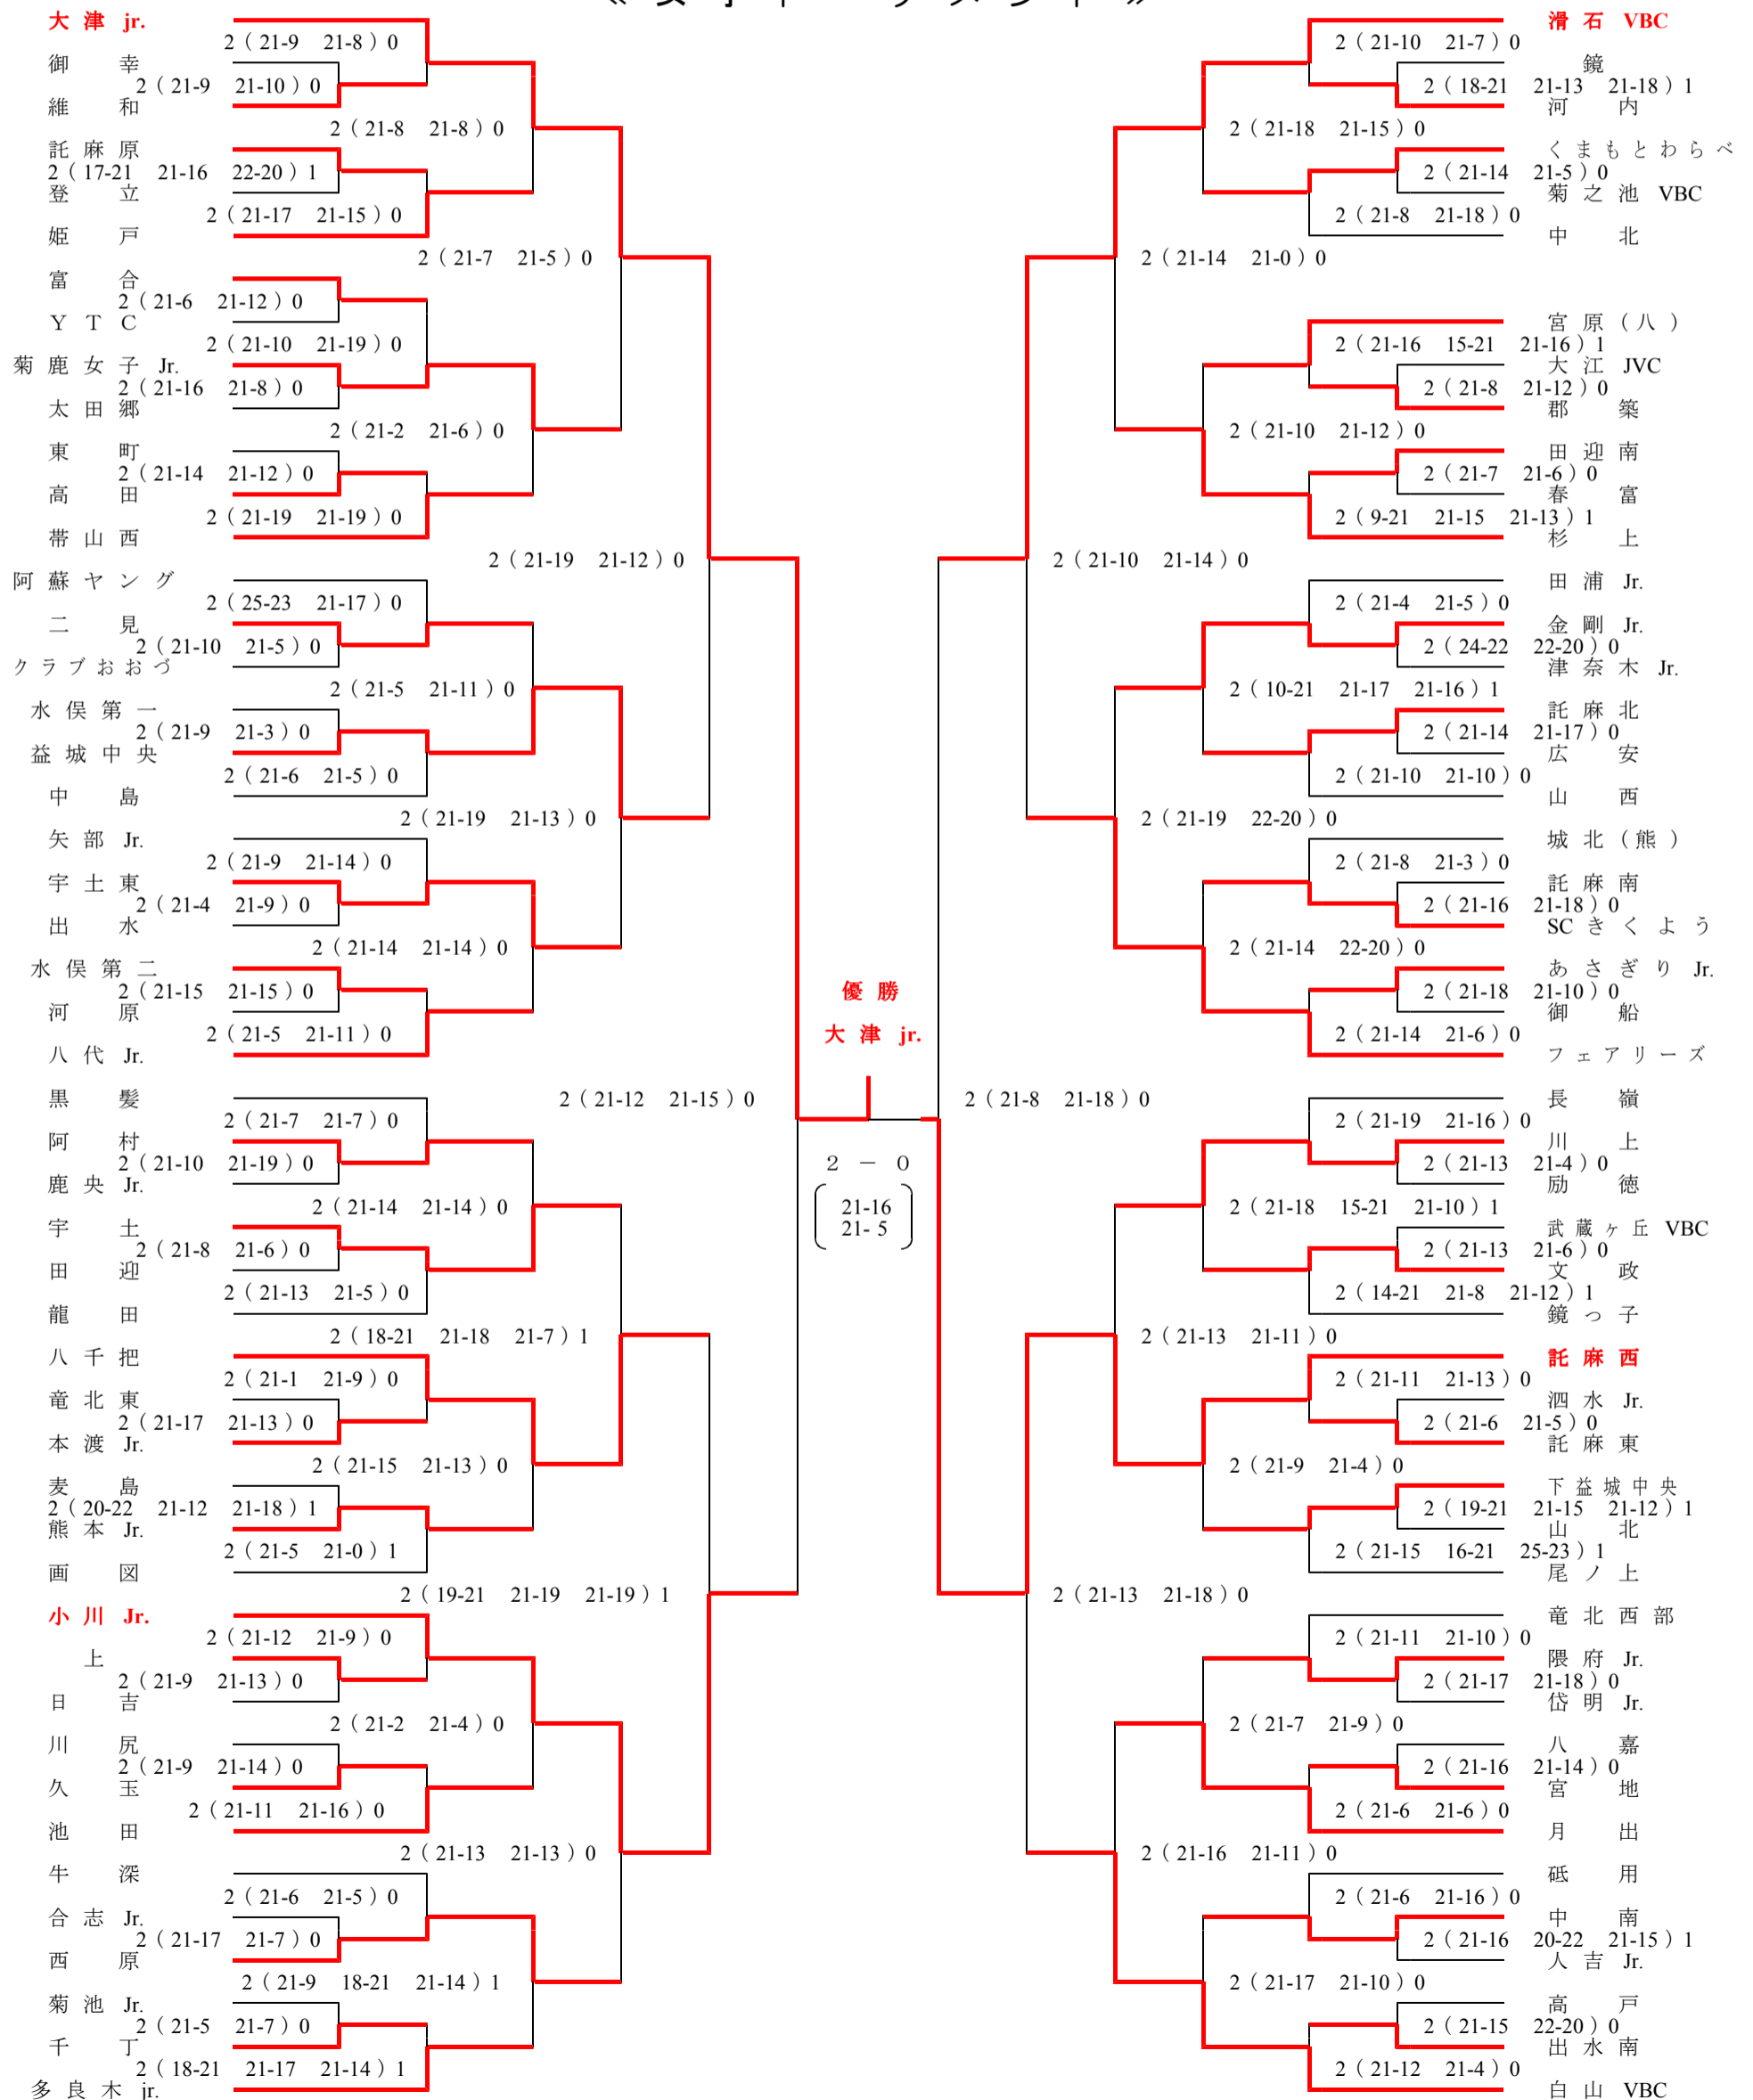 大津 jr.
2（21-9 21-8）0
御幸
2（21-9 21-10）0
維和
2（21-8 21-8）0
託麻原
2（17-21 21-16 22-20）1
登立
2（21-17 21-15）0
姫戸
2（21-7 21-5）0
富合
2（21-6 21-12）0
ＹＴＣ
2（21-10 21-19）0
菊鹿女子 Jr.
2（21-16 21-8）0
太田郷
2（21-2 21-6）0
東町
2（21-14 21-12）0
高田
2（21-19 21-19）0
帯山西
2（21-19 21-12）0
阿蘇ヤング
2（25-23 21-17）0
二見
2（21-10 21-5）0
クラブおおづ
2（21-5 21-11）0
水俣第一
2（21-9 21-3）0
益城中央
2（21-6 21-5）0
中島
2（21-19 21-13）0
矢部 Jr.
2（21-9 21-14）0
宇土東
2（21-4 21-9）0
出水
2（21-14 21-14）0
水俣第二
2（21-15 21-15）0
河原
2（21-5 21-11）0
八代 Jr.
2（21-12 21-15）0
黒髪
2（21-7 21-7）0
阿村
2（21-10 21-19）0
鹿央 Jr.
2（21-14 21-14）0
宇土
2（21-8 21-6）0
田迎
2（21-13 21-5）0
龍田
2（18-21 21-18 21-7）1
八千把
2（21-1 21-9）0
竜北東
2（21-17 21-13）0
本渡 Jr.
2（21-15 21-13）0
麦島
2（20-22 21-12 21-18）1
熊本 Jr.
2（21-5 21-0）1
画図
2（19-21 21-19 21-19）1
小川 Jr.
2（21-12 21-9）0
上
2（21-9 21-13）0
日吉
2（21-2 21-4）0
川尻
2（21-9 21-14）0
久玉
2（21-11 21-16）0
池田
2（21-13 21-13）0
牛深
2（21-6 21-5）0
合志 Jr.
2（21-17 21-7）0
西原
2（21-9 18-21 21-14）1
菊池 Jr.
2（21-5 21-7）0
千丁
2（18-21 21-17 21-14）1
多良木 jr.
優勝
大津 jr.
２－０
21-16
21- 5
滑石 VBC
2（21-10 21-7）0
鏡
2（18-21 21-13 21-18）1
河内
2（21-18 21-15）0
くまもとわらべ
2（21-14 21-5）0
菊之池 VBC
2（21-8 21-18）0
中北
2（21-14 21-0）0
宮原(八)
2（21-16 15-21 21-16）1
大江 JVC
2（21-8 21-12）0
郡築
2（21-10 21-12）0
田迎南
2（21-7 21-6）0
春富
2（9-21 21-15 21-13）1
杉上
2（21-10 21-14）0
田浦 Jr.
2（21-4 21-5）0
金剛 Jr.
2（24-22 22-20）0
津奈木 Jr.
2（10-21 21-17 21-16）1
託麻北
2（21-14 21-17）0
広安
2（21-10 21-10）0
山西
2（21-19 22-20）0
城北(熊)
2（21-8 21-3）0
託麻南
2（21-16 21-18）0
SCきくよう
2（21-14 22-20）0
あさぎり Jr.
2（21-18 21-10）0
御船
2（21-14 21-6）0
フェアリーズ
2（21-8 21-18）0
長嶺
2（21-19 21-16）0
川上
2（21-13 21-4）0
励徳
2（21-18 15-21 21-10）1
武蔵ヶ丘 VBC
2（21-13 21-6）0
文政
2（14-21 21-8 21-12）1
鏡っ子
2（21-13 21-11）0
託麻西
2（21-11 21-13）0
泗水 Jr.
2（21-6 21-5）0
託麻東
2（21-9 21-4）0
下益城中央
2（19-21 21-15 21-12）1
山北
2（21-15 16-21 25-23）1
尾ノ上
2（21-13 21-18）0
竜北西部
2（21-11 21-10）0
隈府 Jr.
2（21-17 21-18）0
岱明 Jr.
2（21-7 21-9）0
八嘉
2（21-16 21-14）0
宮地
2（21-6 21-6）0
月出
2（21-16 21-11）0
砥用
2（21-6 21-16）0
中南
2（21-16 20-22 21-15）1
人吉 Jr.
2（21-17 21-10）0
高戸
2（21-15 22-20）0
出水南
2（21-12 21-4）0
白山 VBC